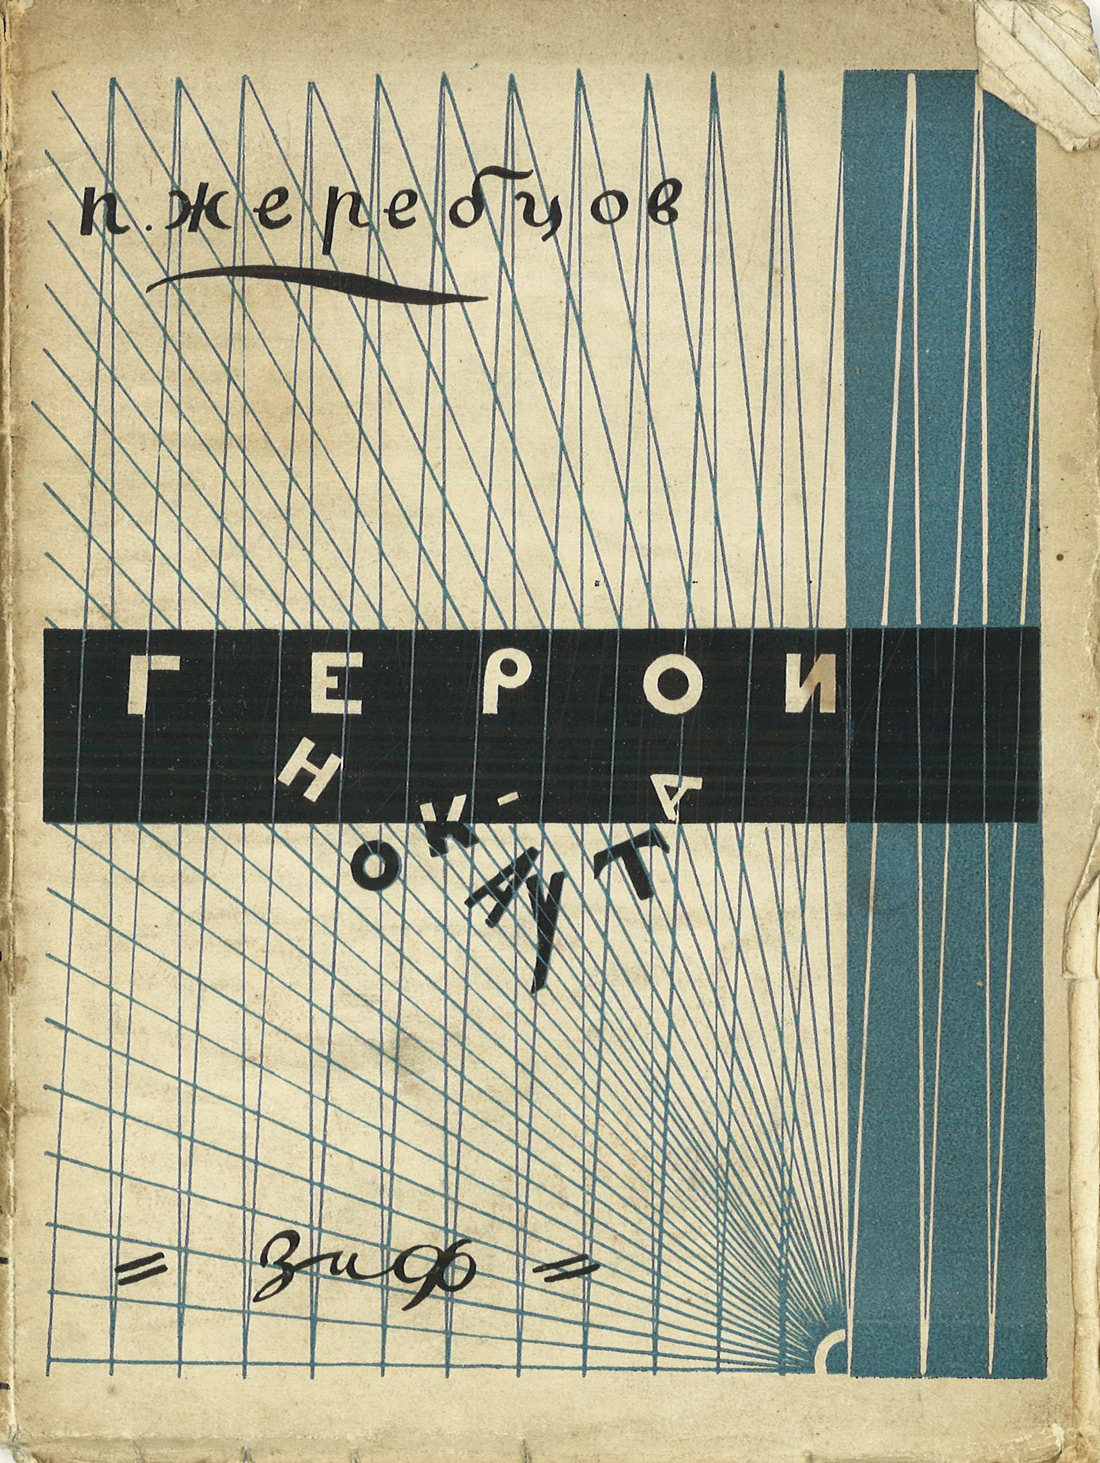 п. жеребцов
ГЕРОИ
НОК-АУТА
= зиф =